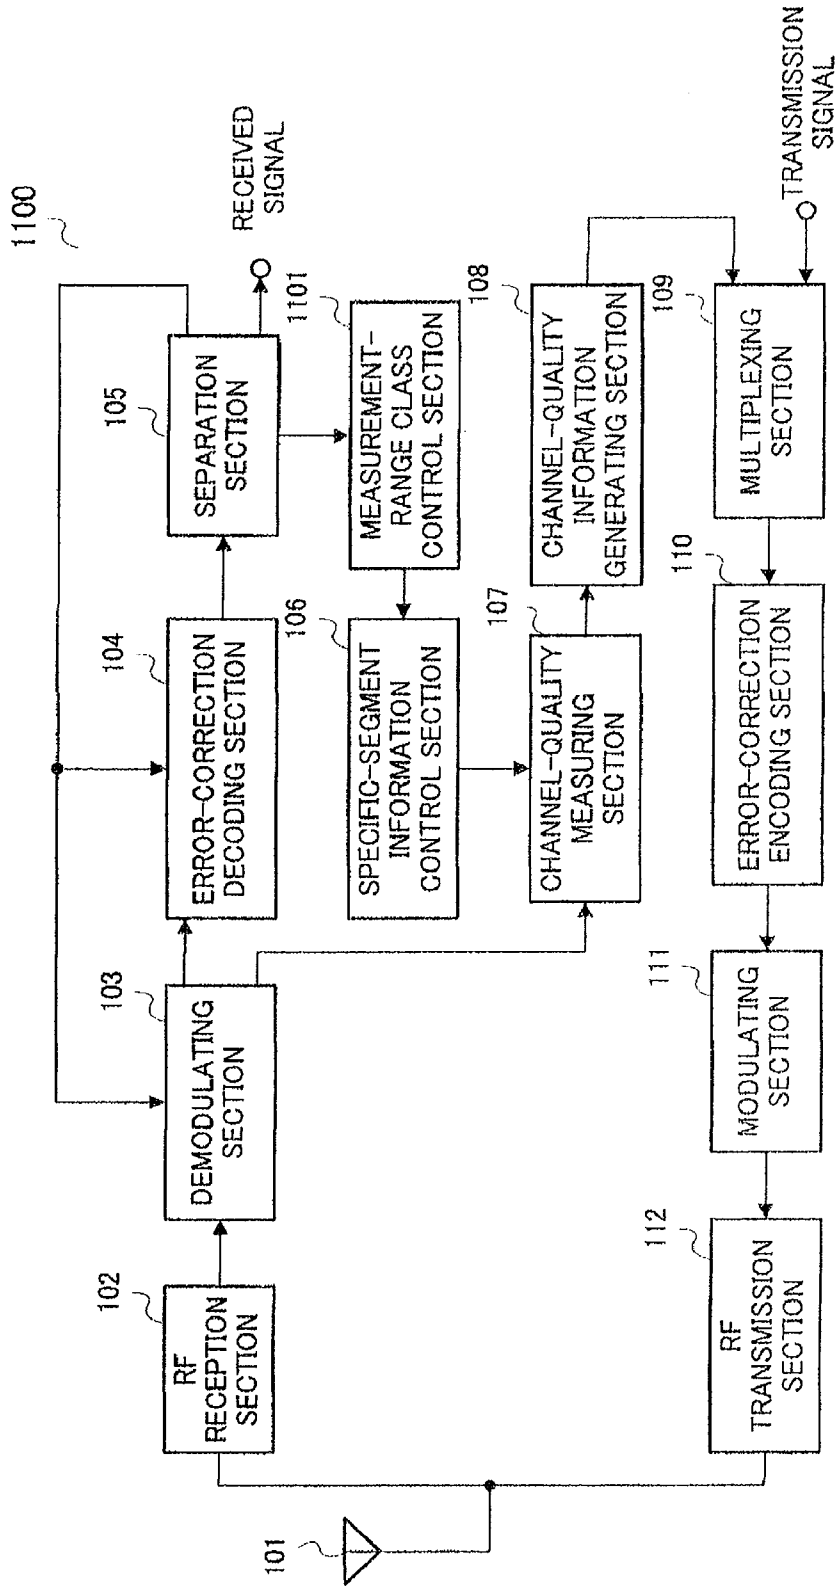 1100
101
102
RF
RECEPTION
SECTION
103
DEMODULATING
SECTION
104
ERROR-CORRECTION
DECODING SECTION
105
SEPARATION
SECTION
RECEIVED
SIGNAL
1101
MEASUREMENT-
RANGE CLASS
CONTROL SECTION
106
SPECIFIC-SEGMENT
INFORMATION
CONTROL SECTION
107
CHANNEL-QUALITY
MEASURING
SECTION
108
CHANNEL-QUALITY
INFORMATION
GENERATING SECTION
TRANSMISSION
SIGNAL
109
MULTIPLEXING
SECTION
110
ERROR-CORRECTION
ENCODING SECTION
111
MODULATING
SECTION
112
RF
TRANSMISSION
SECTION